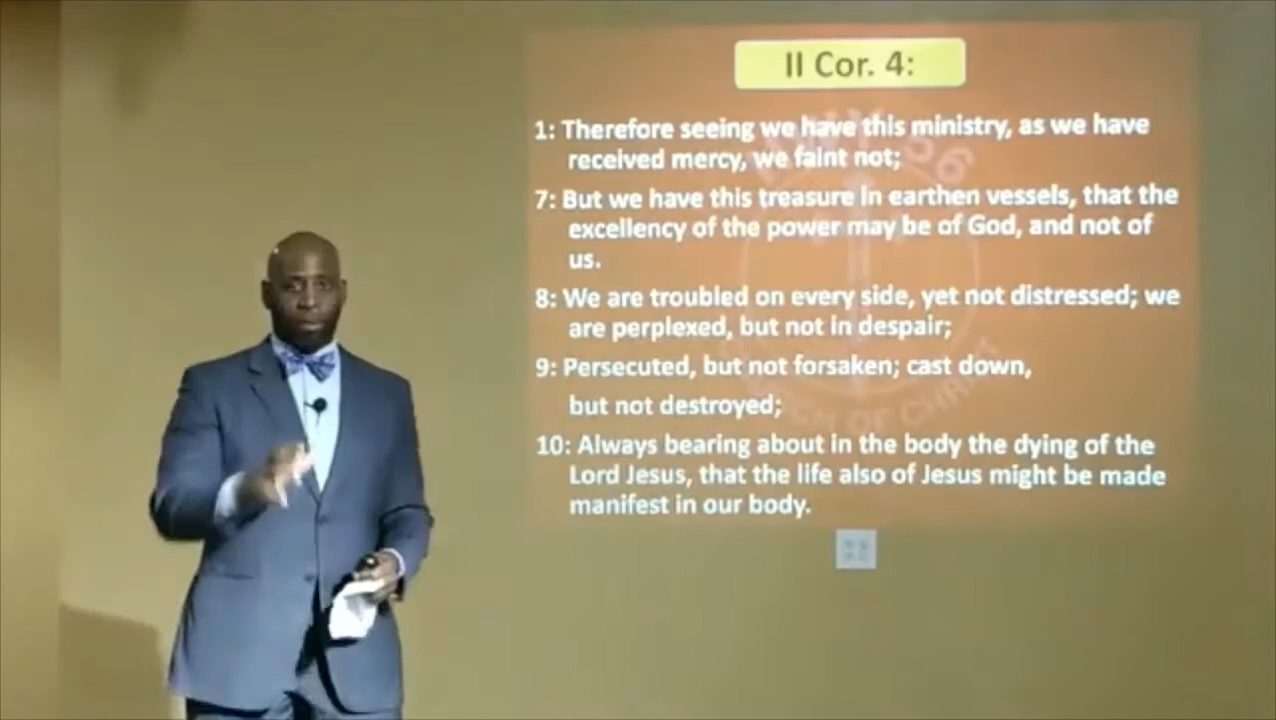 II Cor. 4:
1: Therefore seeing we have this ministry, as we have
received mercy, we faint not;
7: But we have this treasure in earthen vessels, that the
excellency of the power may be of God, and not of
us.
8: We are troubled on every side, yet not distressed; we
are perplexed, but not in despair;
9: Persecuted, but not forsaken; cast down,
but not destroyed;
10: Always bearing about in the body the dying of the
Lord Jesus, that the life also of Jesus might be made
manifest in our body.
OF CHRIST